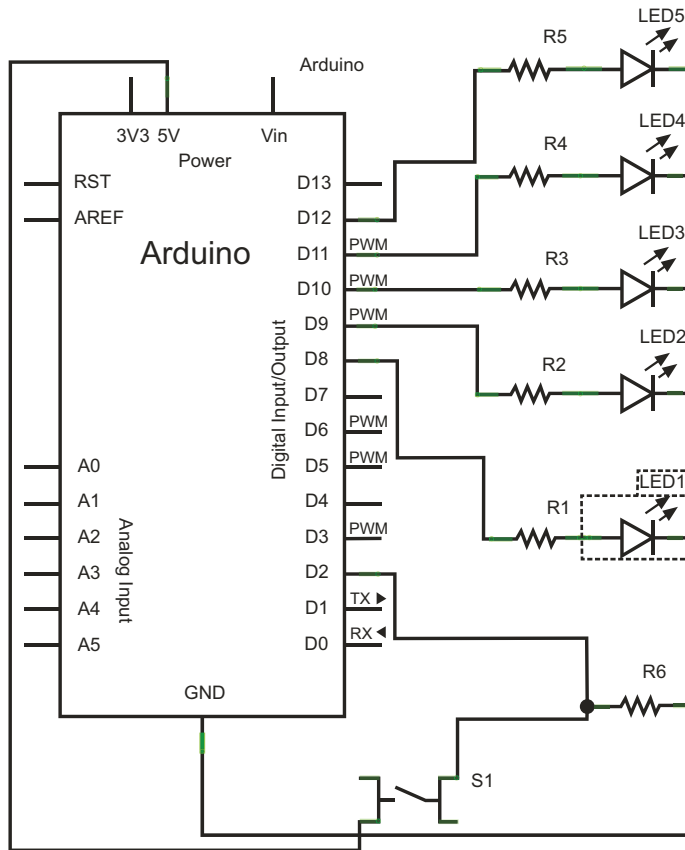 LED5
R5
Arduino
LED4
3V3 5V
Vin
R4
Power
RST
D13
AREF
D12
LED3
Arduino
D11
PWM
R3
D10
PWM
D9
PWM
LED2
D8
R2
Digital Input/Output
D7
D6
PWM
A0
D5
PWM
LED1
A1
D4
R1
A2
D3
PWM
Analog Input
A3
D2
A4
D1
TX
A5
D0
RX
R6
GND
S1